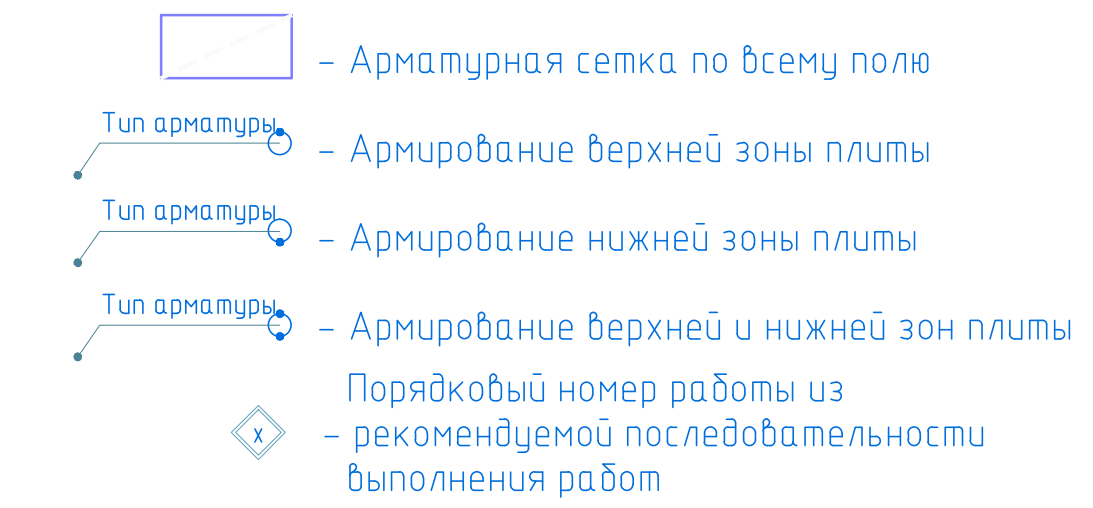 – Арматурная сетка по всему полю
Тип арматуры
– Армирование верхней зоны плиты
Тип арматуры
– Армирование нижней зоны плиты
Тип арматуры
– Армирование верхней и нижней зон плиты
Порядковый номер работы из
x – рекомендуемой последовательности
выполнения работ